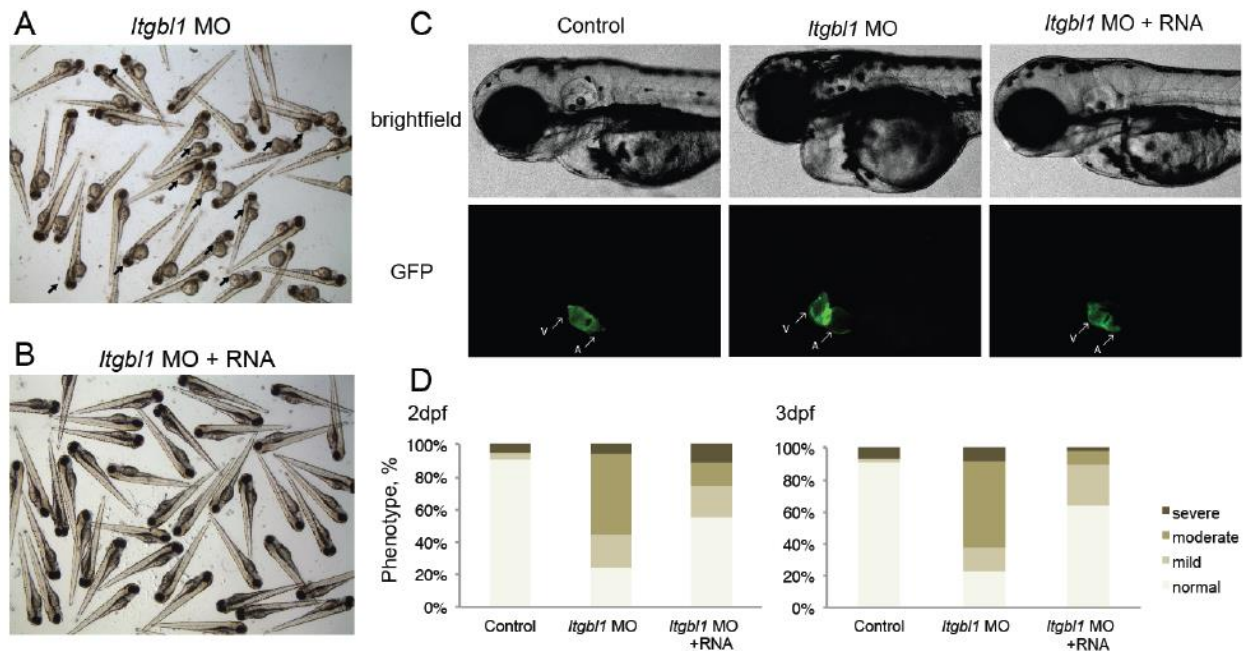 A
Itgbl1 MO
B
Itgbl1 MO + RNA
C
Control
Itgbl1 MO
Itgbl1 MO + RNA
brightfield
GFP
V
A
V
A
V
A
D
2dpf
Phenotype, %
100%
80%
60%
40%
20%
0%
Control
Itgbl1 MO
Itgbl1 MO
+RNA
3dpf
100%
80%
60%
40%
20%
0%
Control
Itgbl1 MO
Itgbl1 MO
+RNA
severe
moderate
mild
normal